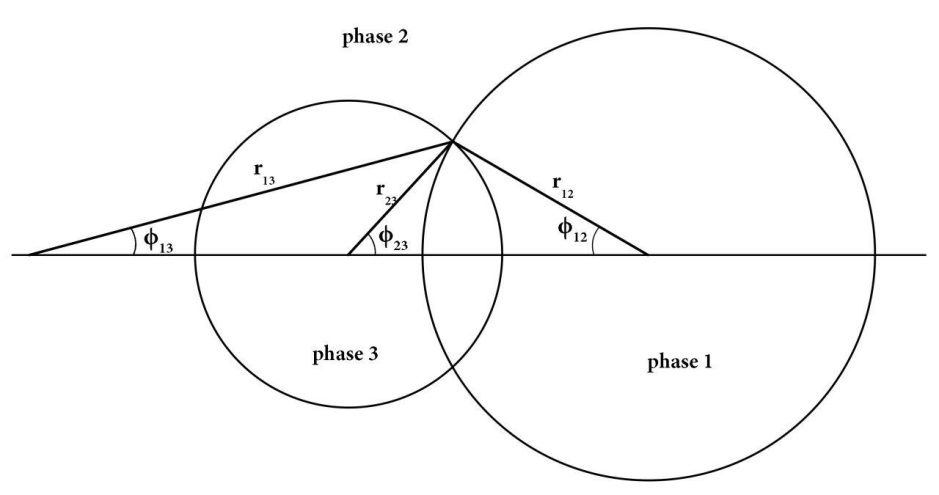 phase 2
r₁₃
r₂₃
r₁₂
ϕ₁₃
ϕ₂₃
ϕ₁₂
phase 3
phase 1